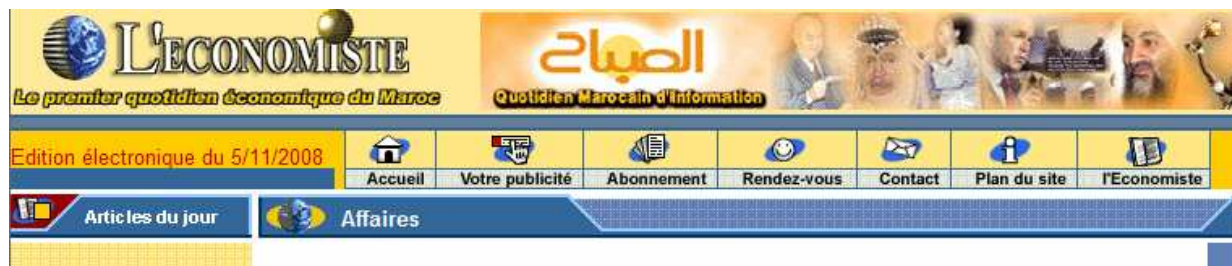 L'ECONOMISTE
Le premier quotidien économique du Maroc
الصباح
Quotidien Marocain d'Information
Edition électronique du 5/11/2008
Accueil Votre publicité Abonnement Rendez-vous Contact Plan du site l'Economiste
Articles du jour
Affaires